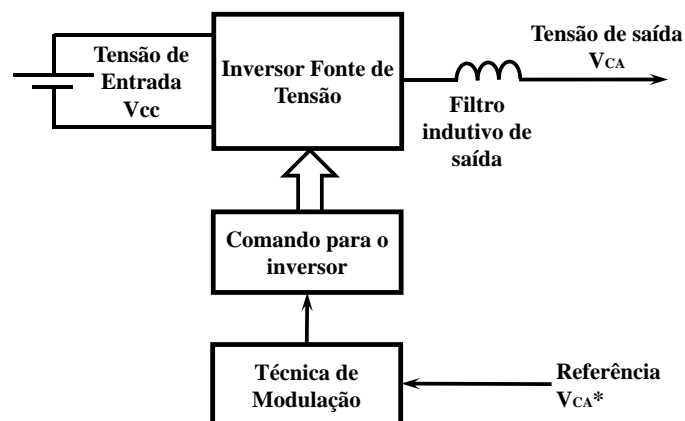 Tensão de
Entrada
Vcc
Inversor Fonte de
Tensão
Tensão de saída
VCA
Filtro
indutivo de
saída
Comando para o
inversor
Técnica de
Modulação
Referência
VCA*